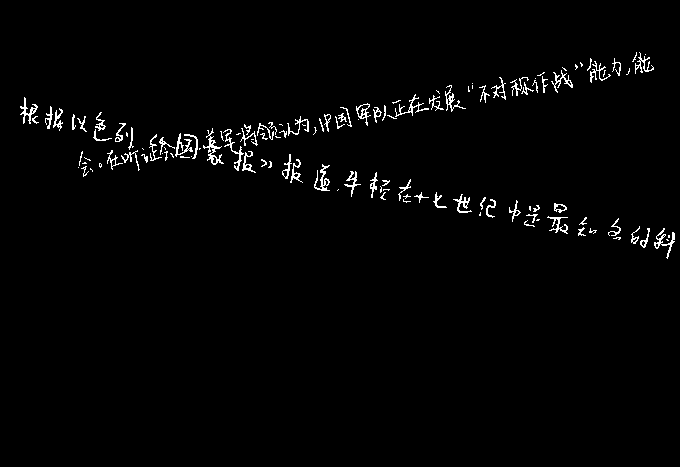 根据以色列 报》报道,牛顿在十七世纪中是最知名的科
会。在听证 美军将领认为,中国军队正在发展“不对称作战”能力,能